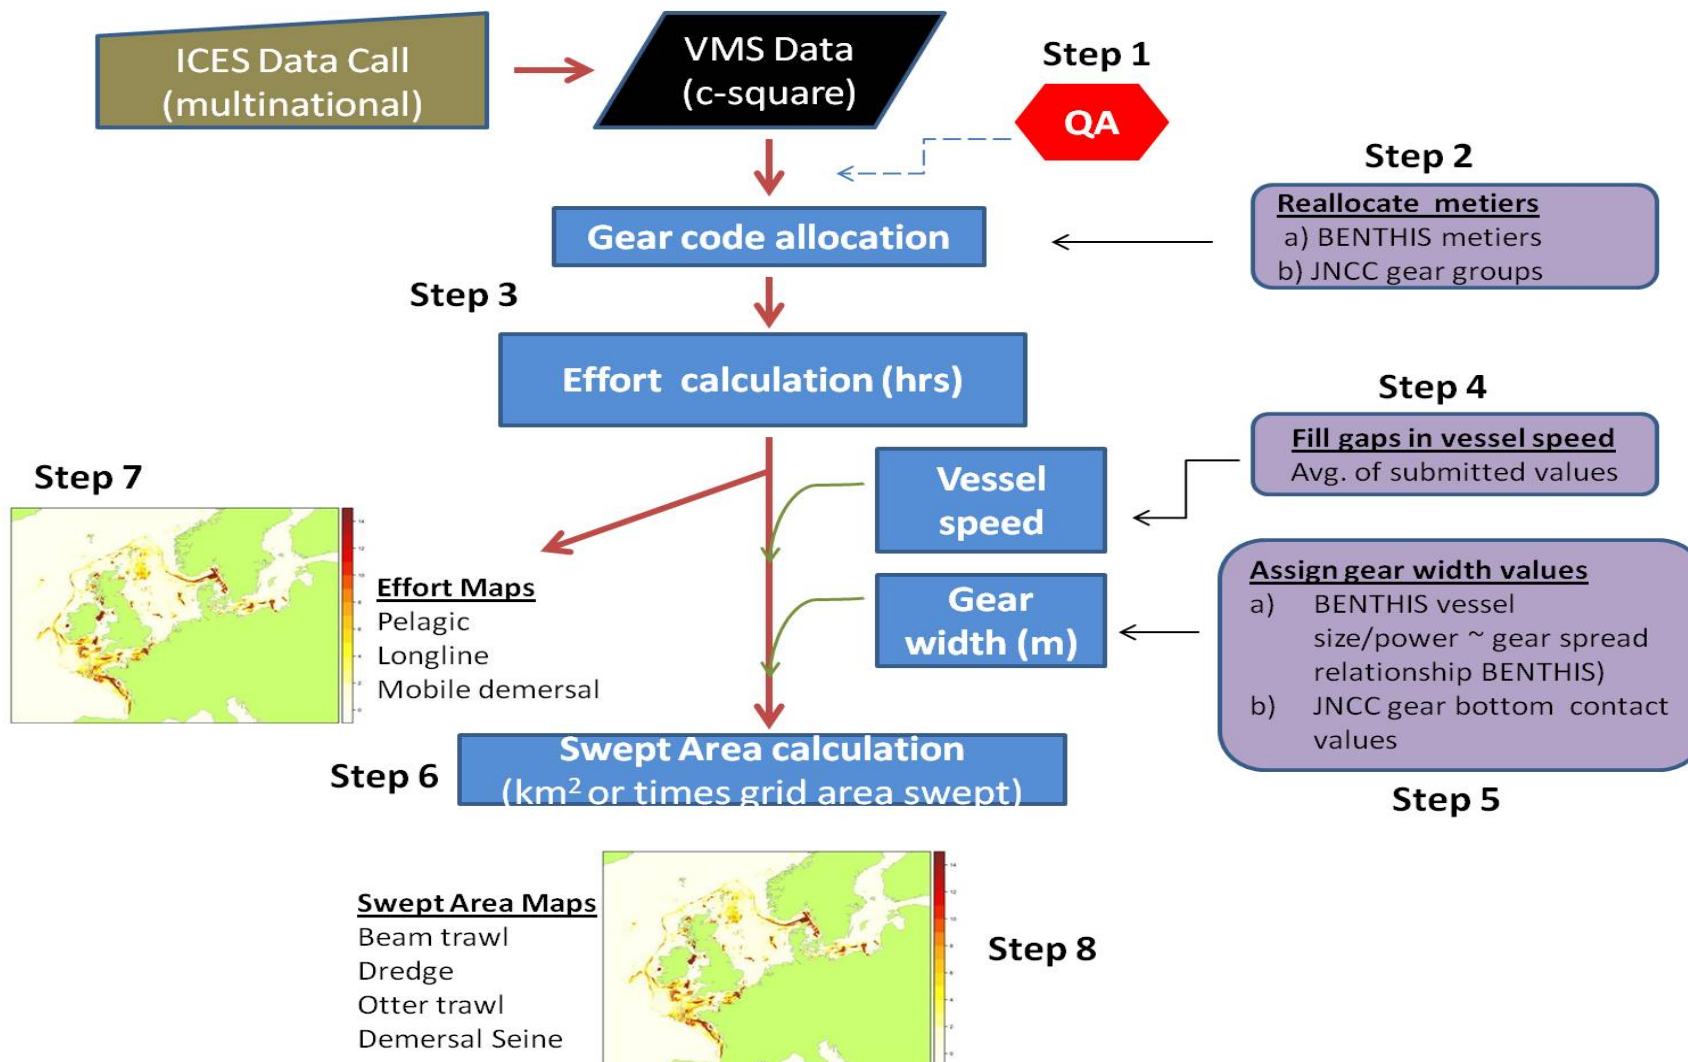 ICES Data Call
(multinational)
VMS Data
(c-square)
Step 1
QA
Step 2
Reallocate metiers
a) BENTHIS metiers
b) JNCC gear groups
Gear code allocation
Step 3
Effort calculation (hrs)
Step 4
Fill gaps in vessel speed
Avg. of submitted values
Vessel
speed
Step 7
Effort Maps
Pelagic
Longline
Mobile demersal
Gear
width (m)
Assign gear width values
a) BENTHIS vessel
size/power ~ gear spread
relationship BENTHIS)
b) JNCC gear bottom contact
values
Step 5
Step 6
Swept Area calculation
(km² or times grid area swept)
Swept Area Maps
Beam trawl
Dredge
Otter trawl
Demersal Seine
Step 8